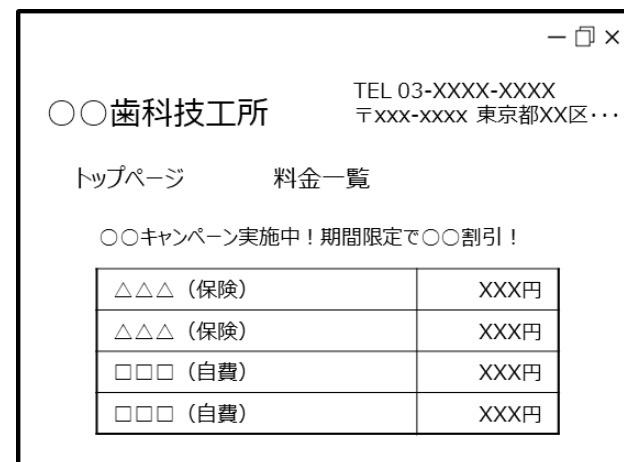 ○○歯科技工所
TEL 03-XXXX-XXXX
〒xxx-xxxx 東京都XX区･･･
トップページ 料金一覧
○○キャンペーン実施中！期間限定で○○割引！
△△△（保険） XXX円
△△△（保険） XXX円
□□□（自費） XXX円
□□□（自費） XXX円